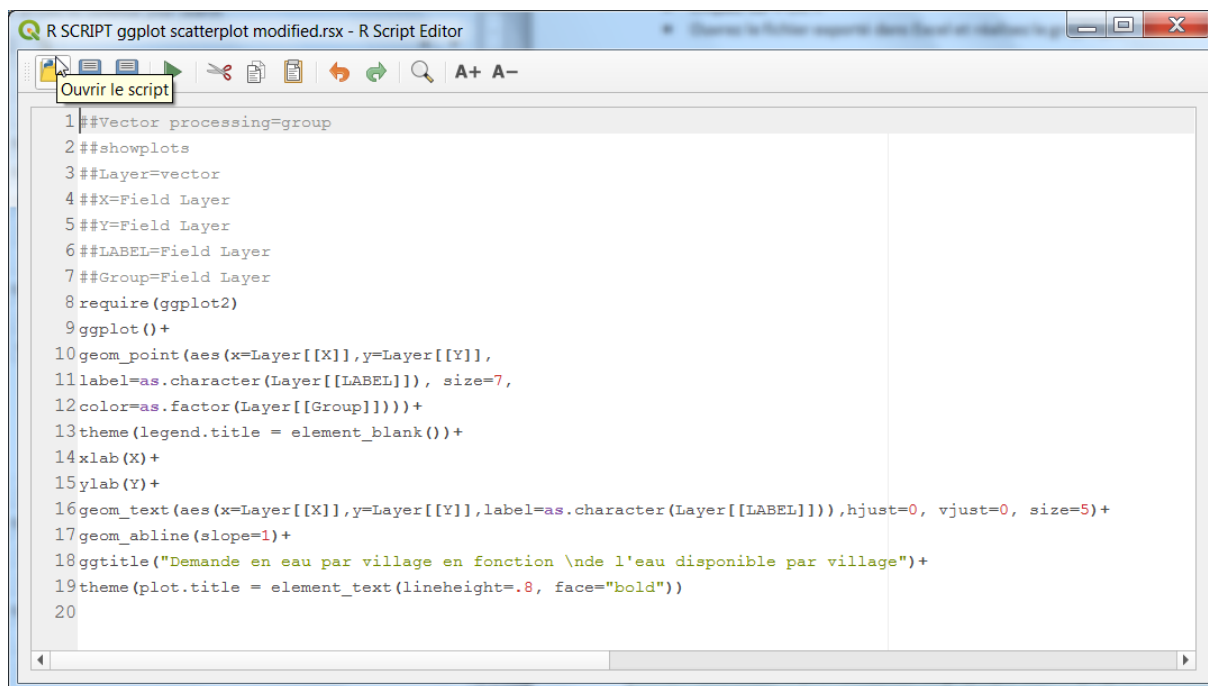 R SCRIPT ggplot scatterplot modified.rsx - R Script Editor
A+ A-
Ouvrir le script
1 ##Vector processing=group
2 ##showplots
3 ##Layer=vector
4 ##X=Field Layer
5 ##Y=Field Layer
6 ##LABEL=Field Layer
7 ##Group=Field Layer
8 require(ggplot2)
9 ggplot()+
10 geom_point(aes(x=Layer[[X]],y=Layer[[Y]],
11 label=as.character(Layer[[LABEL]]), size=7,
12 color=as.factor(Layer[[Group]])))+
13 theme(legend.title = element_blank())+
14 xlab(X)+
15 ylab(Y)+
16 geom_text(aes(x=Layer[[X]],y=Layer[[Y]],label=as.character(Layer[[LABEL]])),hjust=0, vjust=0, size=5)+
17 geom_abline(slope=1)+
18 ggtitle("Demande en eau par village en fonction \nde l'eau disponible par village")+
19 theme(plot.title = element_text(lineheight=.8, face="bold"))
20